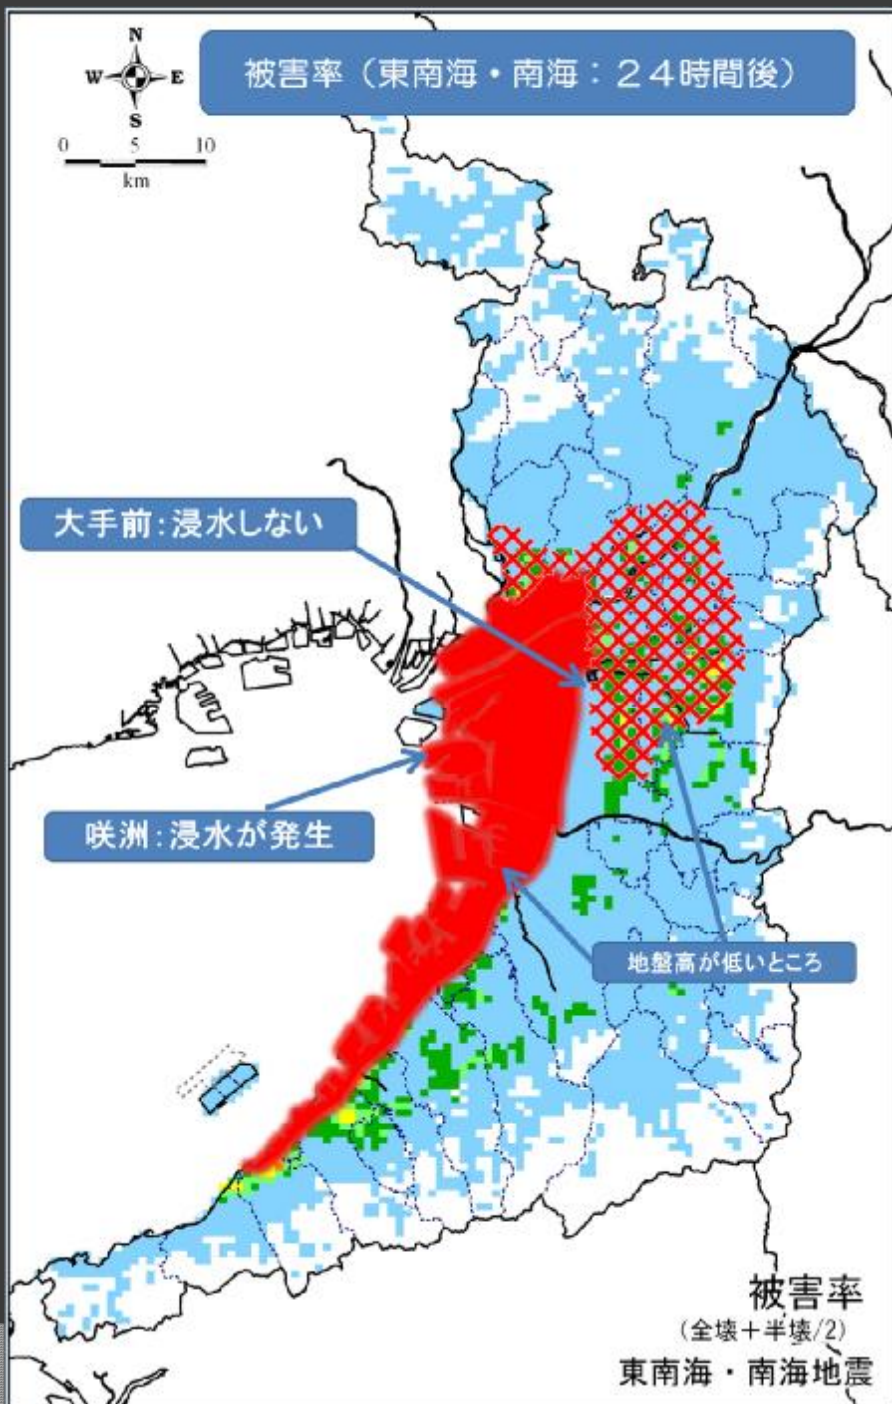 N
W E
S
0 5 10
km
被害率（東南海・南海：２４時間後）
大手前：浸水しない
咲洲：浸水が発生
地盤高が低いところ
被害率
（全壊＋半壊/2）
東南海・南海地震